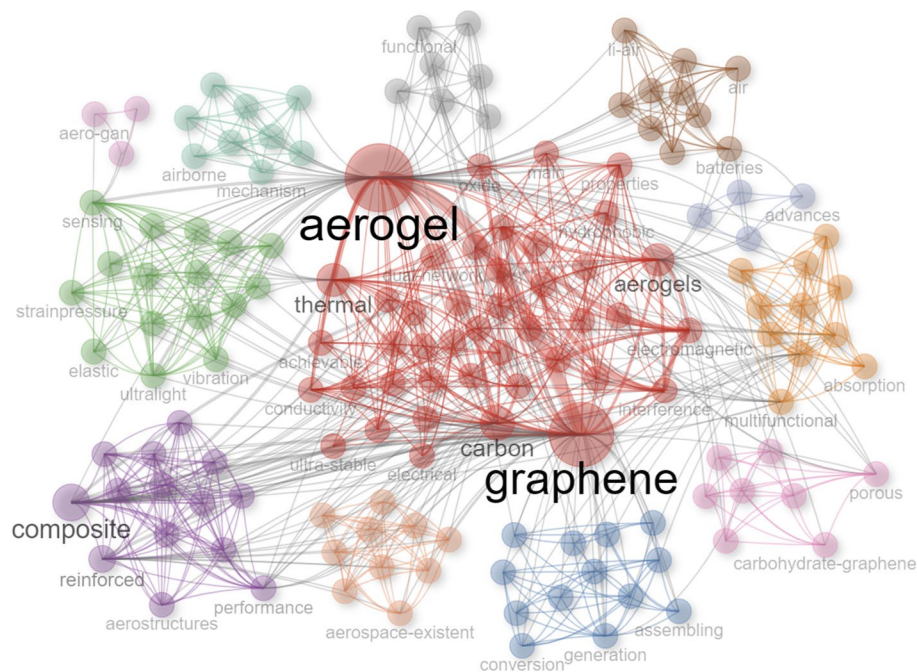 functional
li-air
air
aero-gan
airborne
mechanism
oxide
main
properties
batteries
sensing
aerogel
hydrophobic
advances
dual-network
thermal
aerogels
strainpressure
achievable
electromagnetic
elastic
ultralight
vibration
absorption
conductivity
interference
multifunctional
carbon
ultra-stable
electrical
graphene
porous
composite
carbohydrate-graphene
reinforced
performance
aerostructures
aerospace-existent
assembling
generation
conversion